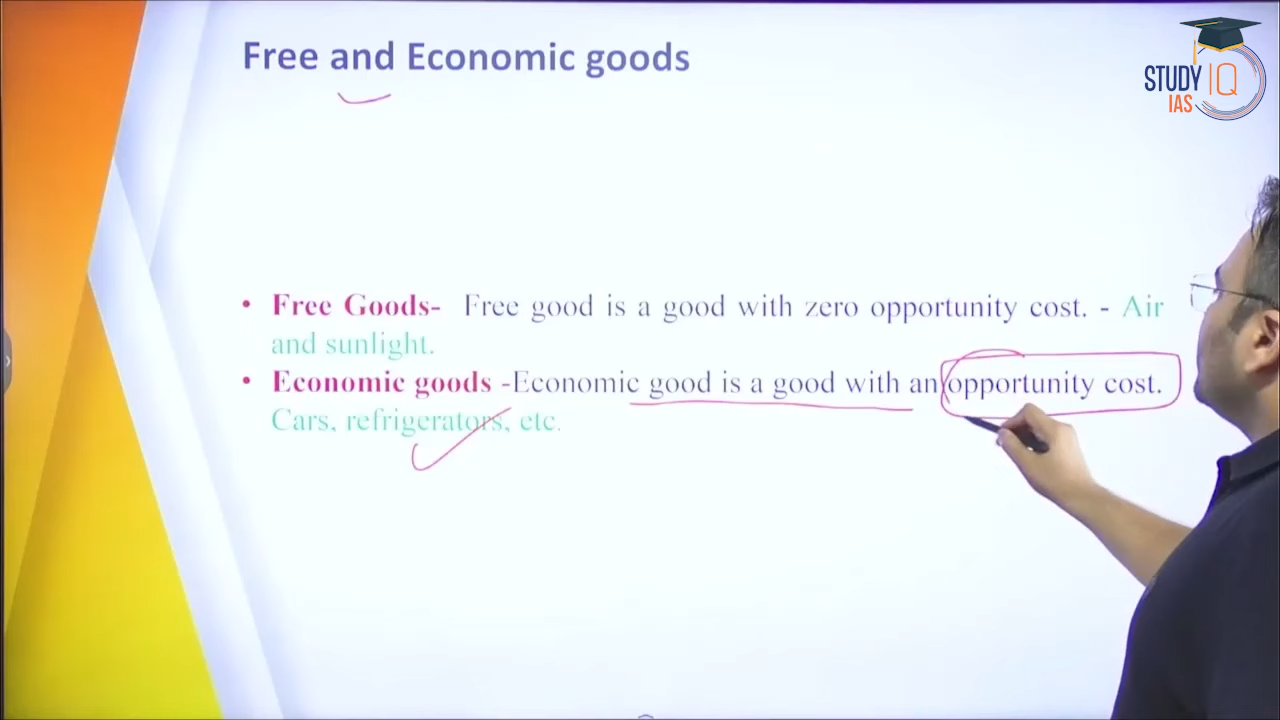 Free and Economic goods
STUDY IQ
IAS
• Free Goods- Free good is a good with zero opportunity cost. - Air
and sunlight.
• Economic goods -Economic good is a good with an opportunity cost.
Cars, refrigerators, etc.